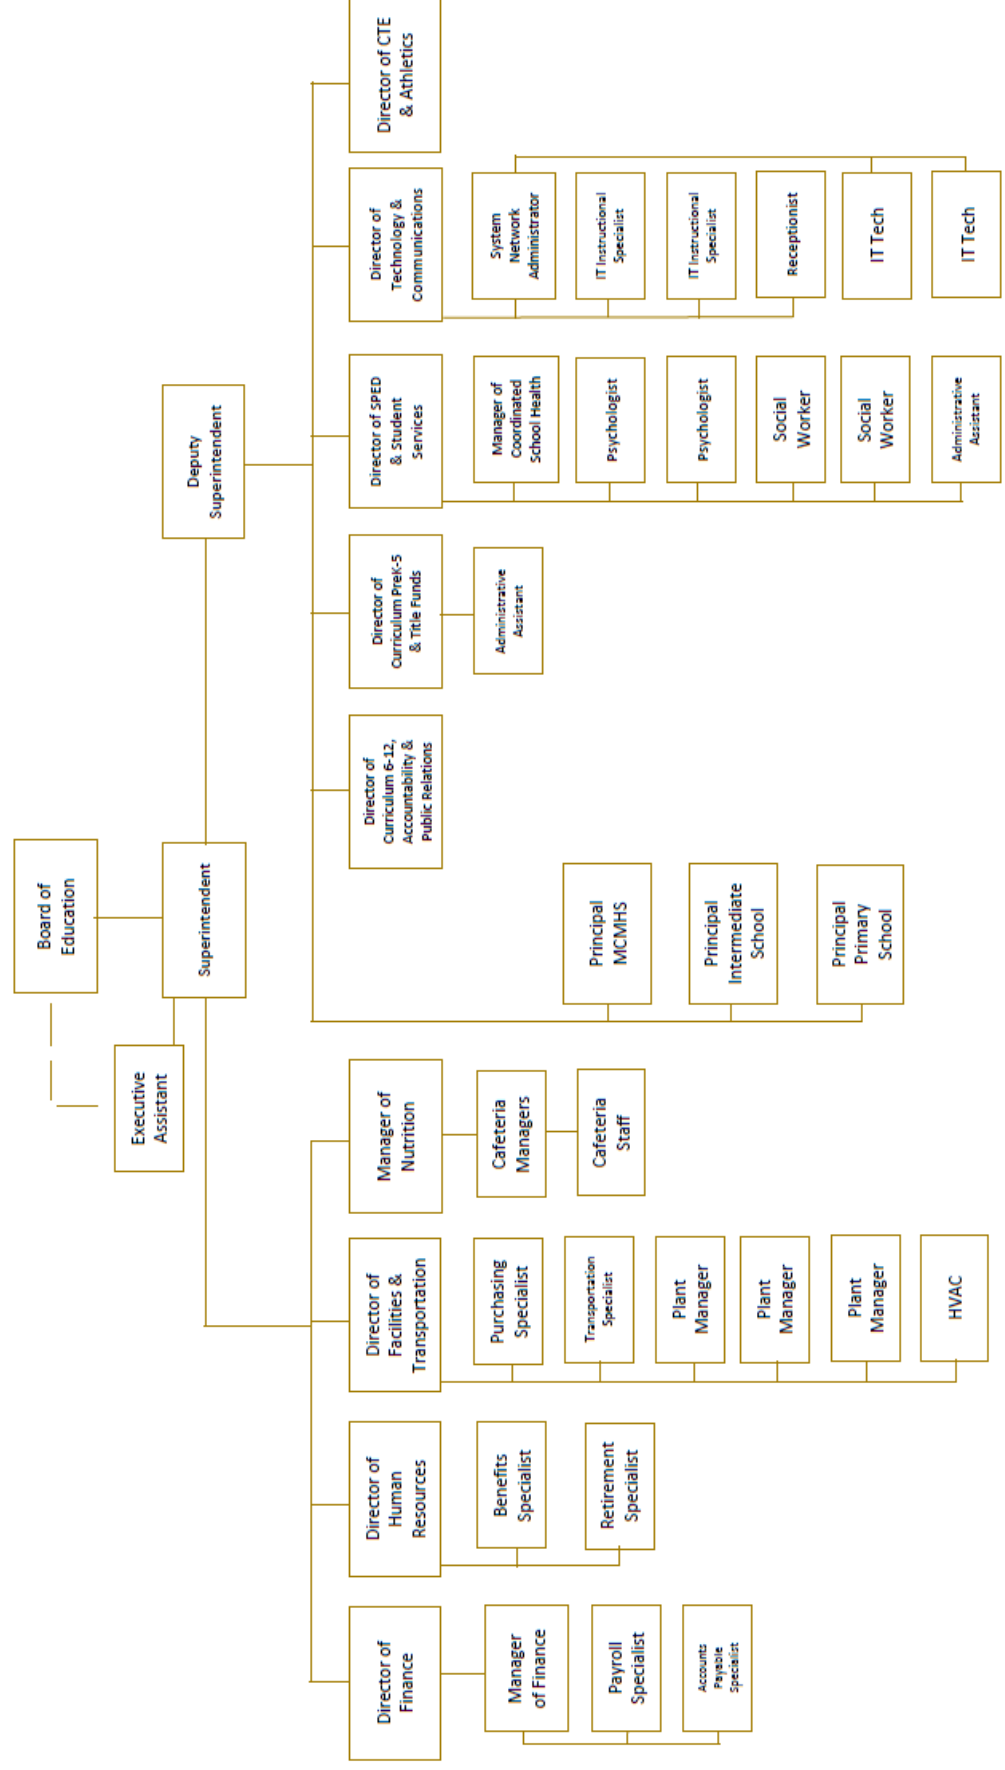 Board of
Education
Superintendent
Executive
Assistant
Deputy
Superintendent
Director of
Finance
Manager
of Finance
Payroll
Specialist
Accounts
Payable
Specialist
Director of
Human
Resources
Benefits
Specialist
Retirement
Specialist
Director of
Facilities &
Transportation
Purchasing
Specialist
Transportation
Specialist
Plant
Manager
Plant
Manager
Plant
Manager
HVAC
Manager of
Nutrition
Cafeteria
Managers
Cafeteria
Staff
Principal
MCMHS
Principal
Intermediate
School
Principal
Primary
School
Director of
Curriculum 6-12,
Accountability &
Public Relations
Director of
Curriculum PreK-5
& Title Funds
Administrative
Assistant
Director of SPED
& Student
Services
Manager of
Coordinated
School Health
Psychologist
Psychologist
Social
Worker
Social
Worker
Administrative
Assistant
Director of
Technology &
Communications
System
Network
Administrator
IT Instructional
Specialist
IT Instructional
Specialist
Receptionist
IT Tech
IT Tech
Director of CTE
& Athletics